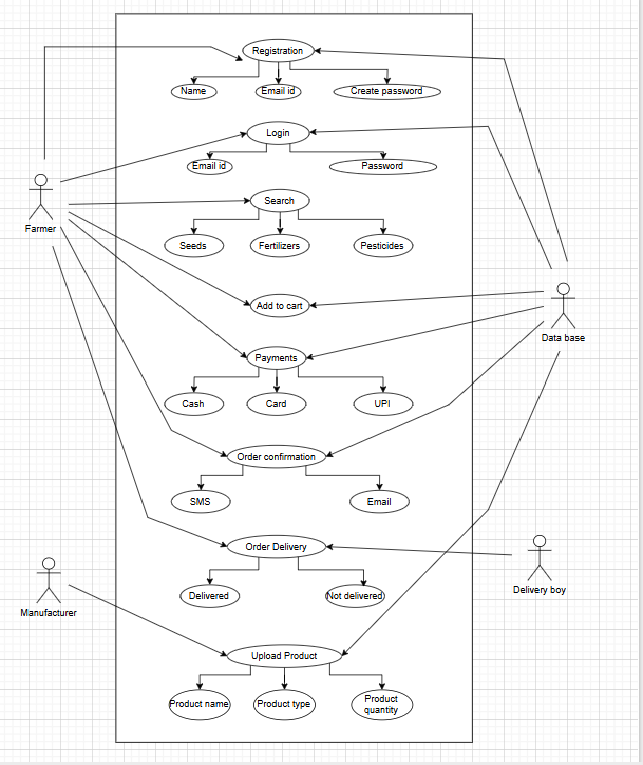 Registration
Name
Email id
Create password
Login
Email id
Password
Farmer
Search
Seeds
Fertilizers
Pesticides
Add to cart
Data base
Payments
Cash
Card
UPI
Order confirmation
SMS
Email
Order Delivery
Delivered
Not delivered
Delivery boy
Manufacturer
Upload Product
Product name
Product type
Product
quantity